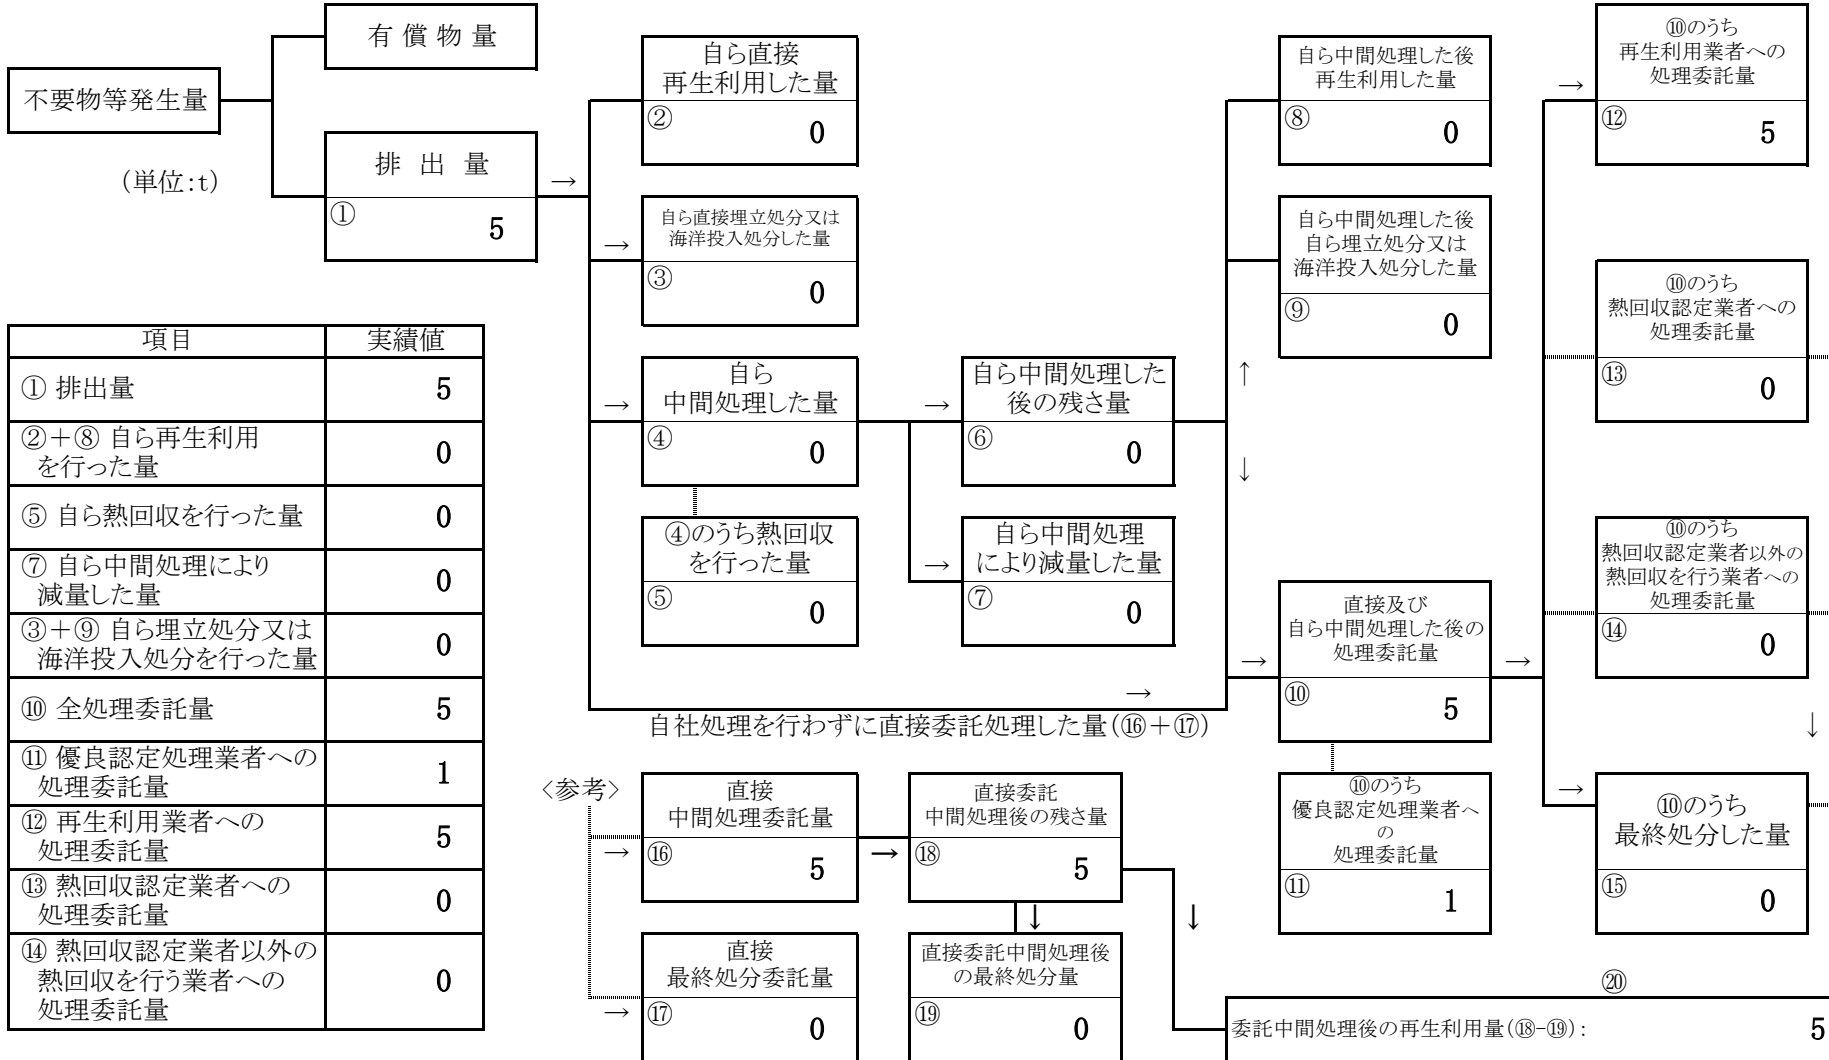 有 償 物 量
不要物等発生量
(単位:t)
排 出 量
①
5
→
自ら直接
再生利用した量
②
0
→
自ら直接埋立処分又は
海洋投入処分した量
③
0
→
自ら
中間処理した量
④
0
④のうち熱回収
を行った量
⑤
0
→
自ら中間処理した
後の残さ量
⑥
0
→
自ら中間処理
により減量した量
⑦
0
自ら中間処理した後
再生利用した量
⑧
0
自ら中間処理した後
自ら埋立処分又は
海洋投入処分した量
⑨
0
↑
↓
→
直接及び
自ら中間処理した後の
処理委託量
⑩
5
→
⑩のうち
優良認定処理業者へ
の
処理委託量
⑪
1
→
⑩のうち
再生利用業者への
処理委託量
⑫
5
⑩のうち
熱回収認定業者への
処理委託量
⑬
0
⑩のうち
熱回収認定業者以外の
熱回収を行う業者への
処理委託量
⑭
0
↓
→
⑩のうち
最終処分した量
⑮
0
→
自社処理を行わずに直接委託処理した量(⑯+⑰)
〈参考〉
→
直接
中間処理委託量
⑯
5
→
直接委託
中間処理後の残さ量
⑱
5
↓
↓
→
直接
最終処分委託量
⑰
0
直接委託中間処理後
の最終処分量
⑲
0
⑳
委託中間処理後の再生利用量(⑱-⑲):
5
項目 実績値
① 排出量 5
②+⑧ 自ら再生利用
を行った量 0
⑤ 自ら熱回収を行った量 0
⑦ 自ら中間処理により
減量した量 0
③+⑨ 自ら埋立処分又は
海洋投入処分を行った量 0
⑩ 全処理委託量 5
⑪ 優良認定処理業者への
処理委託量 1
⑫ 再生利用業者への
処理委託量 5
⑬ 熱回収認定業者への
処理委託量 0
⑭ 熱回収認定業者以外の
熱回収を行う業者への
処理委託量 0